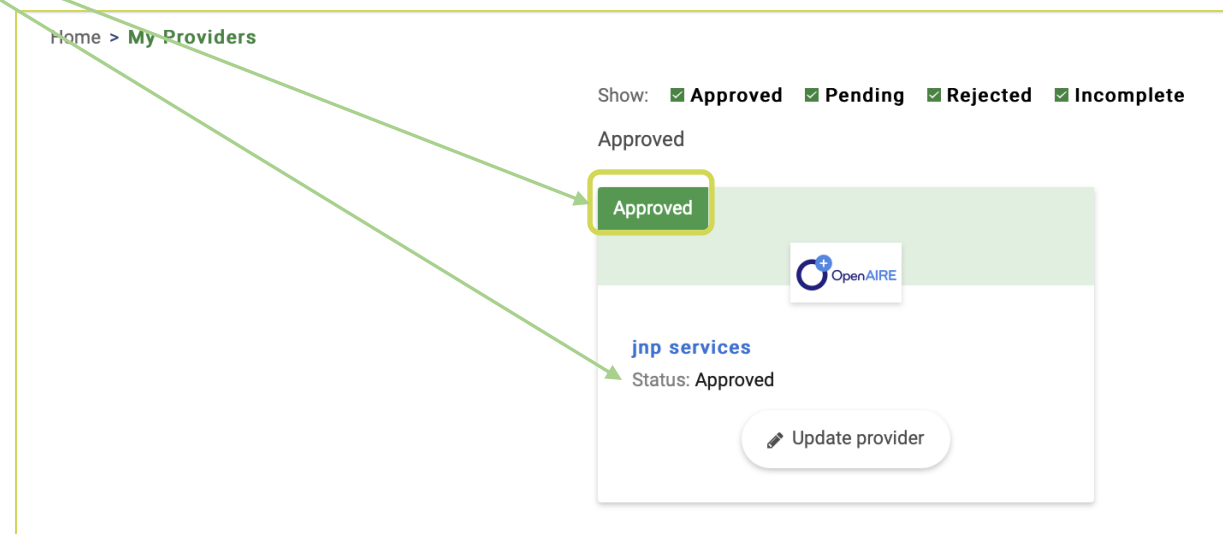 Home > My Providers
Show: Approved Pending Rejected Incomplete
Approved
Approved
OpenAIRE
jnp services
Status: Approved
Update provider